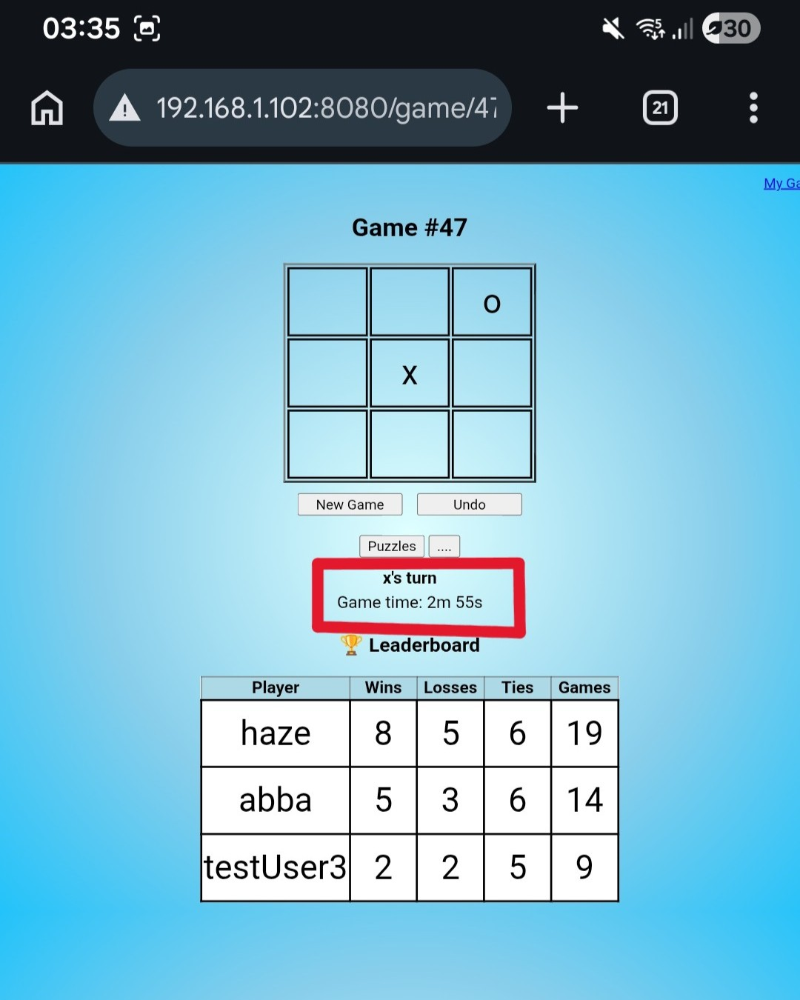 03:35 30
192.168.1.102:8080/game/47 21
My Ga
Game #47
o
x
New Game Undo
Puzzles ....
x's turn
Game time: 2m 55s
🏆 Leaderboard
Player Wins Losses Ties Games
haze 8 5 6 19
abba 5 3 6 14
testUser3 2 2 5 9